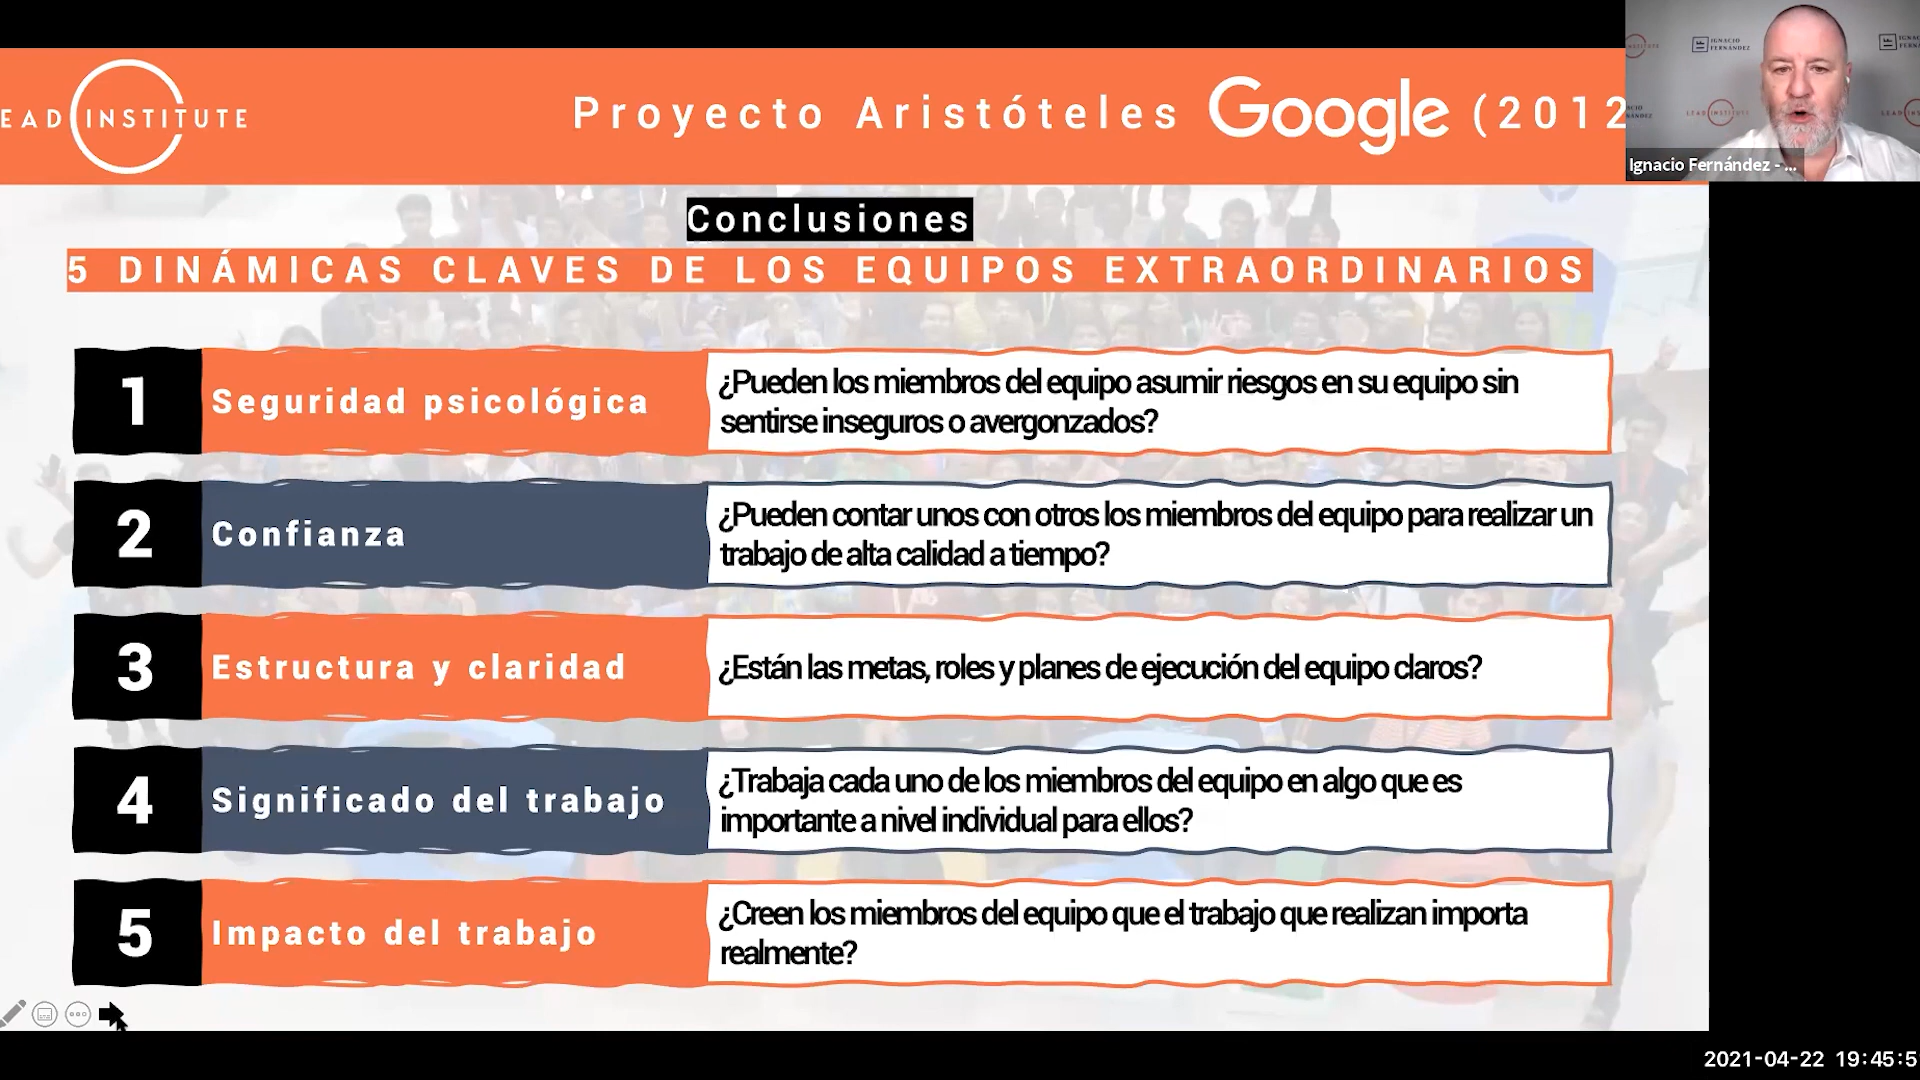 EAD INSTITUTE
Proyecto Aristóteles Google (2012
IGNACIO
FERNÁNDEZ
Ignacio Fernández - ...
Conclusiones
5 DINÁMICAS CLAVES DE LOS EQUIPOS EXTRAORDINARIOS
1
Seguridad psicológica
¿Pueden los miembros del equipo asumir riesgos en su equipo sin
sentirse inseguros o avergonzados?
2
Confianza
¿Pueden contar unos con otros los miembros del equipo para realizar un
trabajo de alta calidad a tiempo?
3
Estructura y claridad
¿Están las metas, roles y planes de ejecución del equipo claros?
4
Significado del trabajo
¿Trabaja cada uno de los miembros del equipo en algo que es
importante a nivel individual para ellos?
5
Impacto del trabajo
¿Creen los miembros del equipo que el trabajo que realizan importa
realmente?
2021-04-22 19:45:5